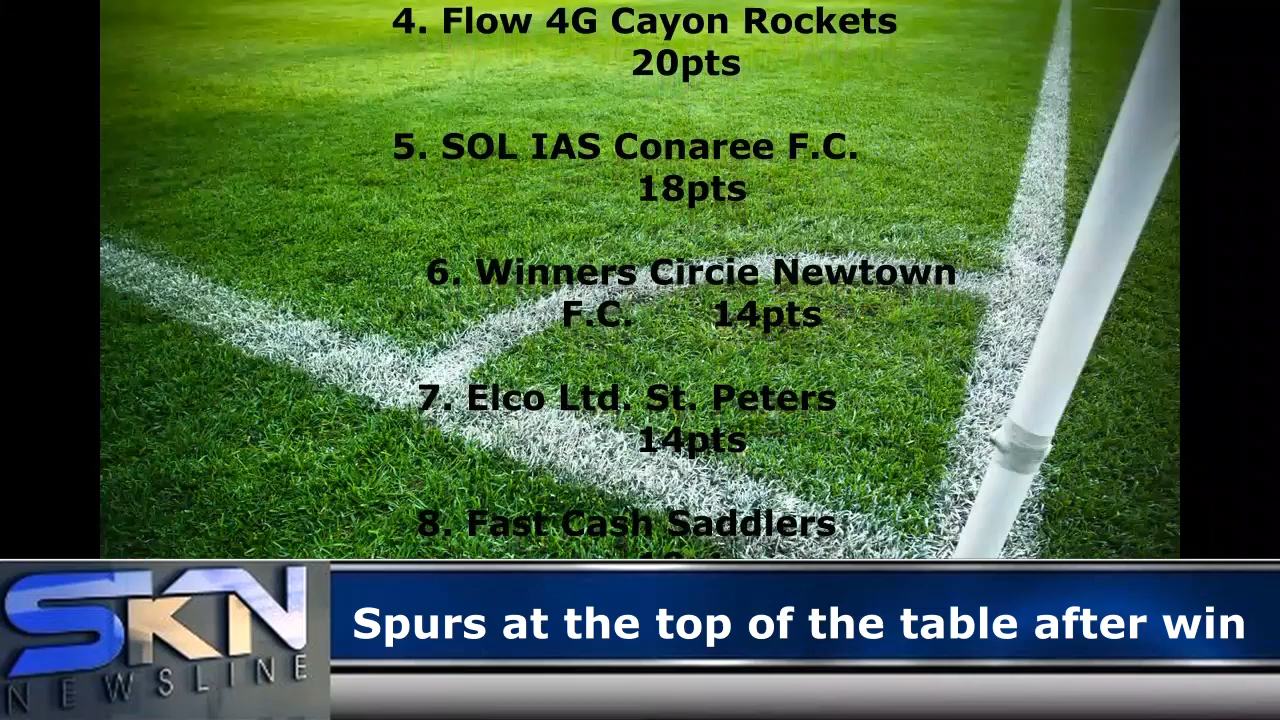 4. Flow 4G Cayon Rockets
20pts
5. SOL IAS Conaree F.C.
18pts
6. Winners Circie Newtown
F.C. 14pts
7. Elco Ltd. St. Peters
14pts
8. Fast Cash Saddlers
SKN
NEWSLINE
Spurs at the top of the table after win